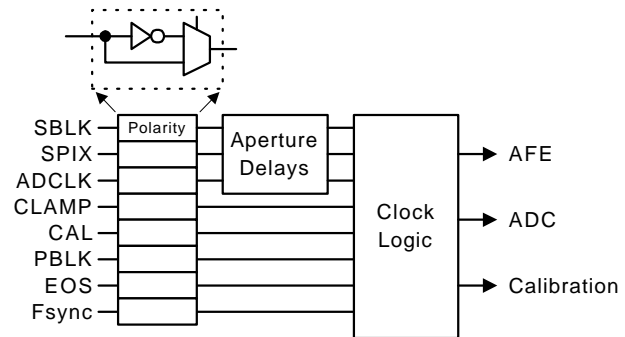 SBLK
Polarity
SPIX
ADCLK
CLAMP
CAL
PBLK
EOS
Fsync
Aperture
Delays
Clock
Logic
AFE
ADC
Calibration